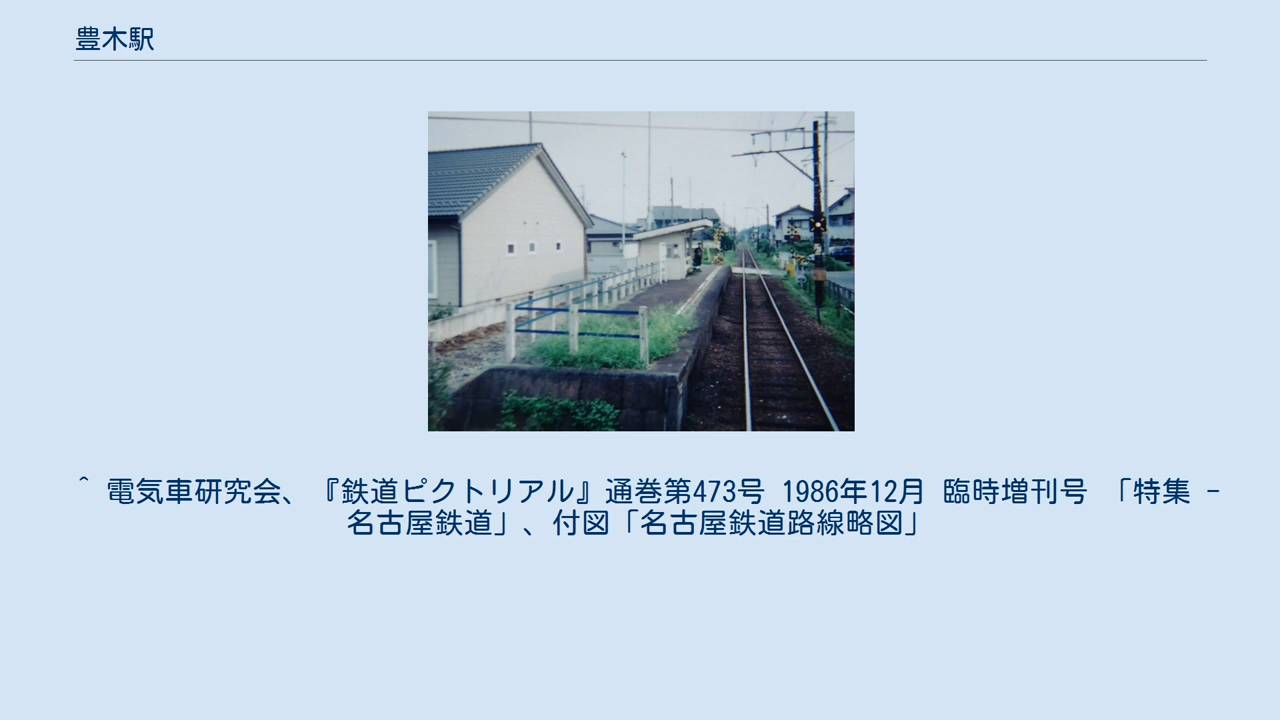 豊木駅
^ 電気車研究会、『鉄道ピクトリアル』通巻第473号 1986年12月 臨時増刊号 「特集 -
名古屋鉄道」、付図「名古屋鉄道路線略図」